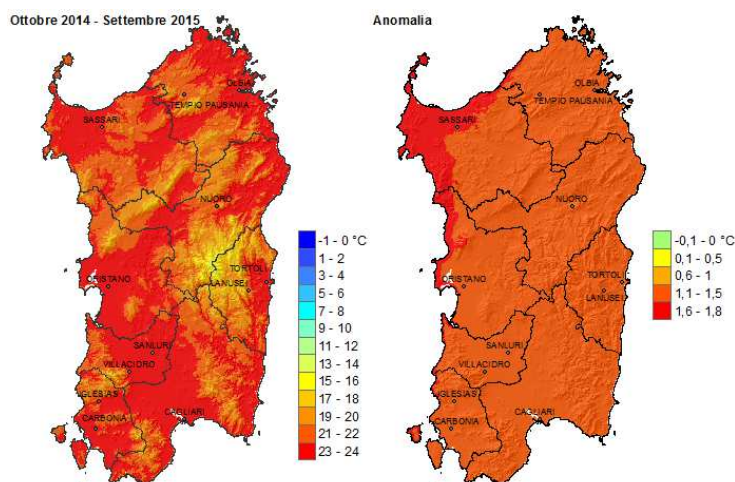 Ottobre 2014 - Settembre 2015
OLBIA
TEMPIO PAUSANIA
SASSARI
NUORO
ORISTANO
TORTOLI
LANUSEI
SANLURI
VILLACIDRO
IGLESIAS
CARBONIA
CAGLIARI
-1 - 0 °C
1 - 2
3 - 4
5 - 6
7 - 8
9 - 10
11 - 12
13 - 14
15 - 16
17 - 18
19 - 20
21 - 22
23 - 24
Anomalia
OLBIA
TEMPIO PAUSANIA
SASSARI
NUORO
ORISTANO
TORTOLI
LANUSEI
SANLURI
VILLACIDRO
IGLESIAS
CARBONIA
CAGLIARI
-0,1 - 0 °C
0,1 - 0,5
0,6 - 1
1,1 - 1,5
1,6 - 1,8